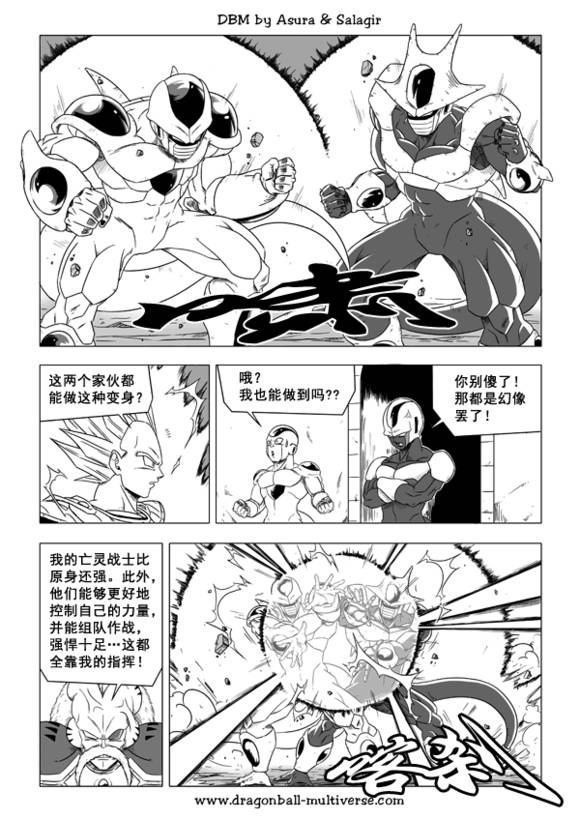 DBM by Asura & Salagir
这两个家伙都
能做这种变身?
哦?
我也能做到吗??
你别傻了!
那都是幻像
罢了!
我的亡灵战士比
原身还强。此外,
他们能够更好地
控制自己的力量,
并能组队作战,
强悍十足…这都
全靠我的指挥!
www.dragonball-multiverse.com